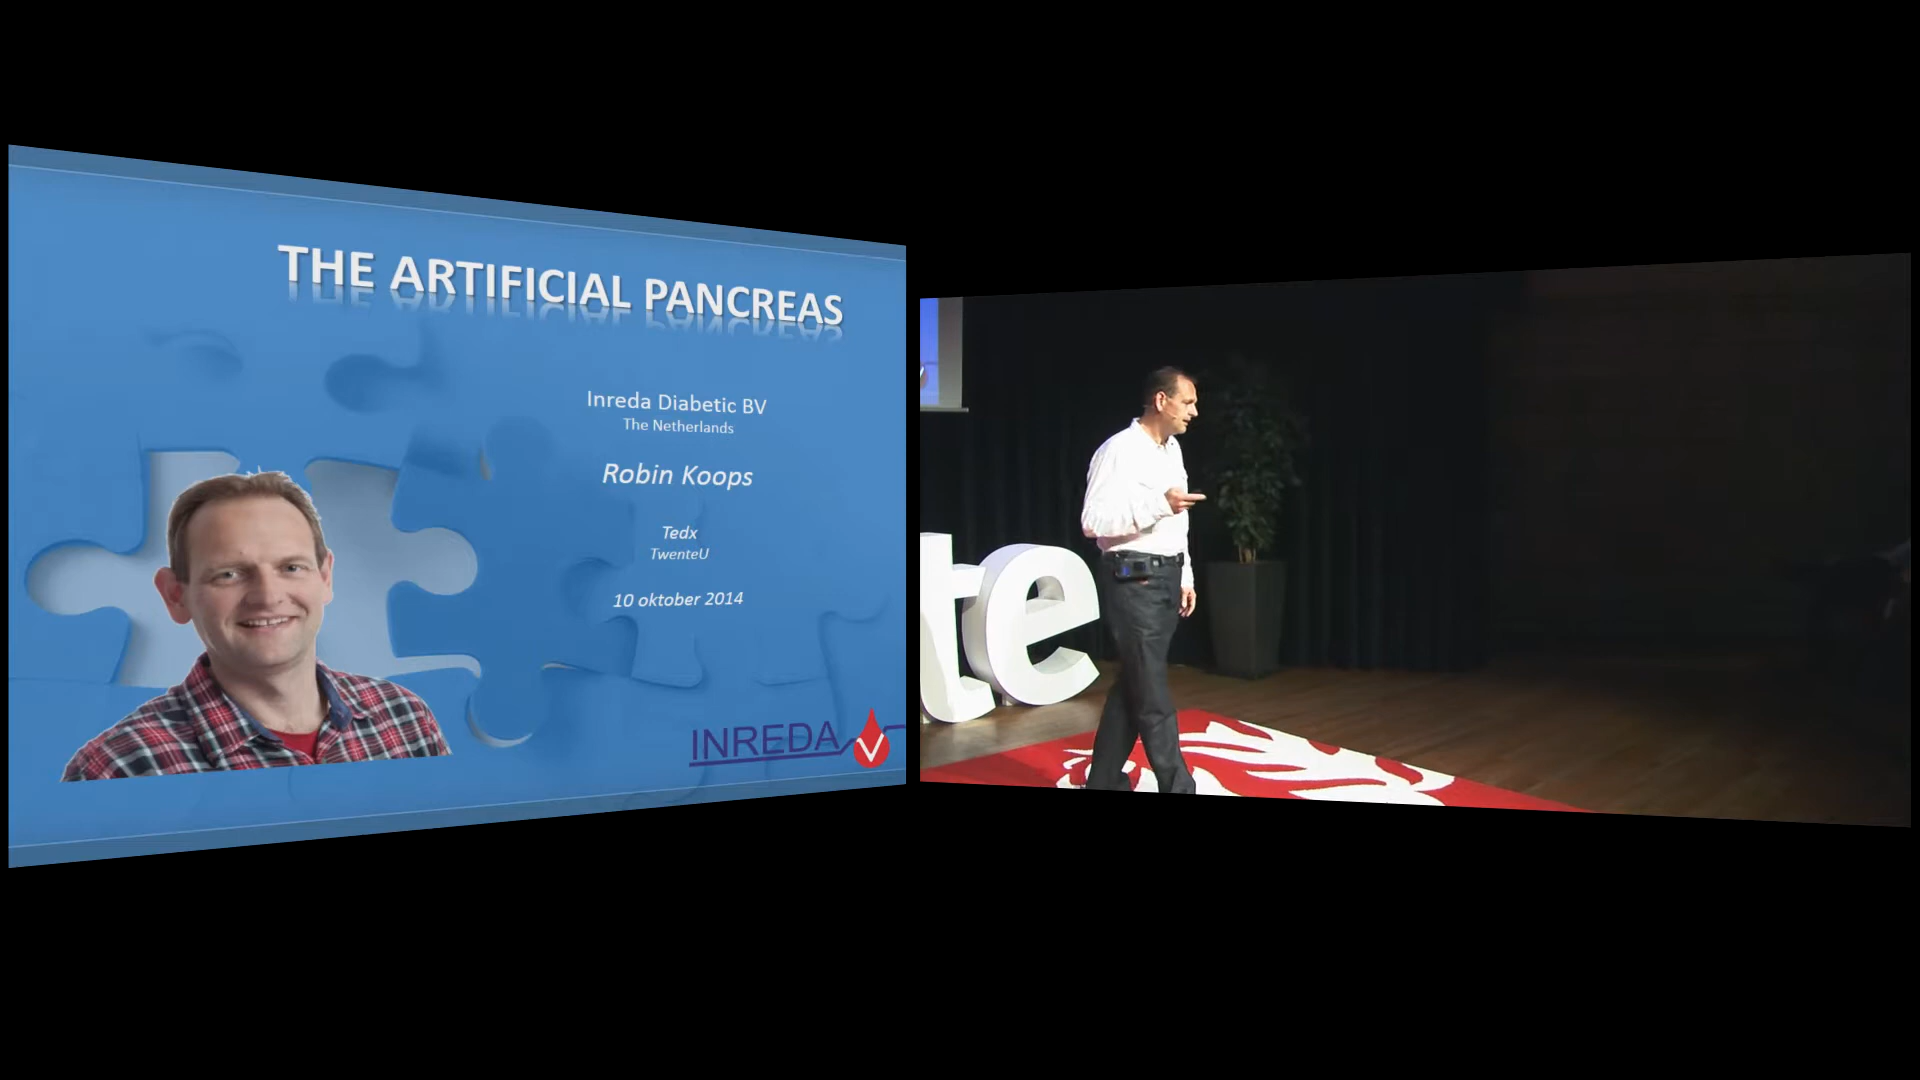 THE ARTIFICIAL PANCREAS
Inreda Diabetic BV
The Netherlands
Robin Koops
Tedx
TwenteU
10 oktober 2014
INREDA
te